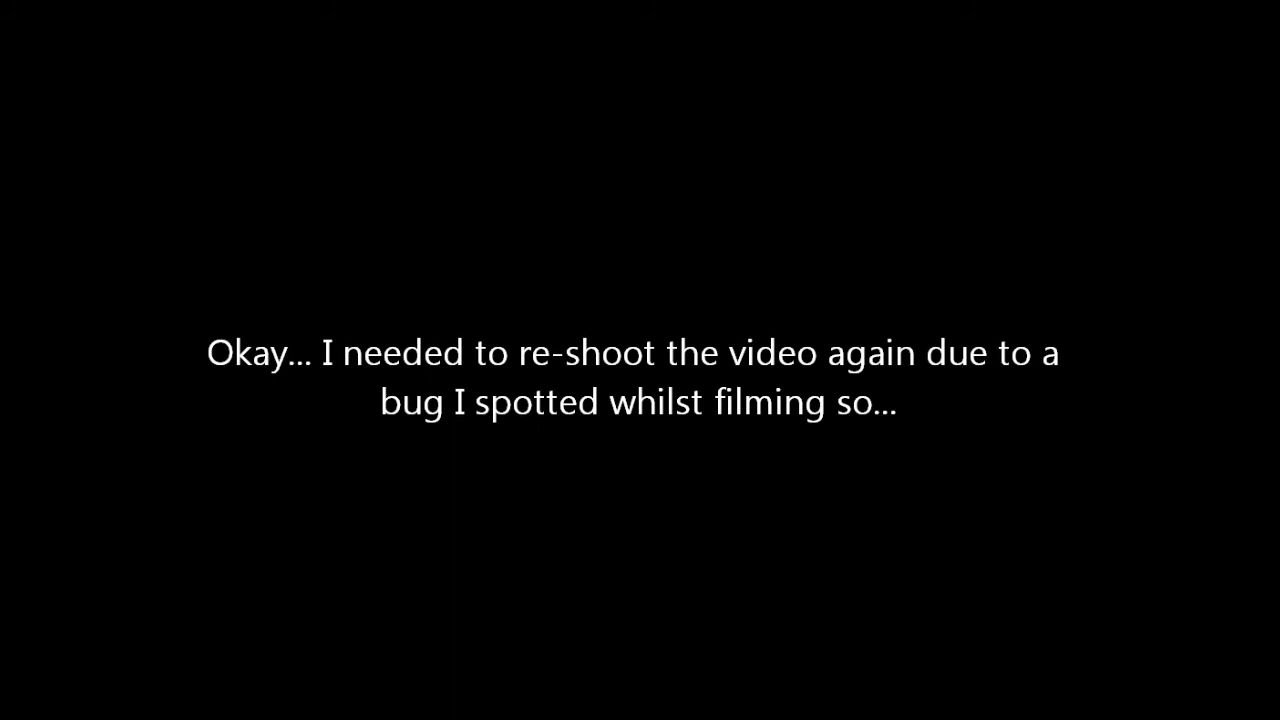 Okay... I needed to re-shoot the video again due to a
bug I spotted whilst filming so...